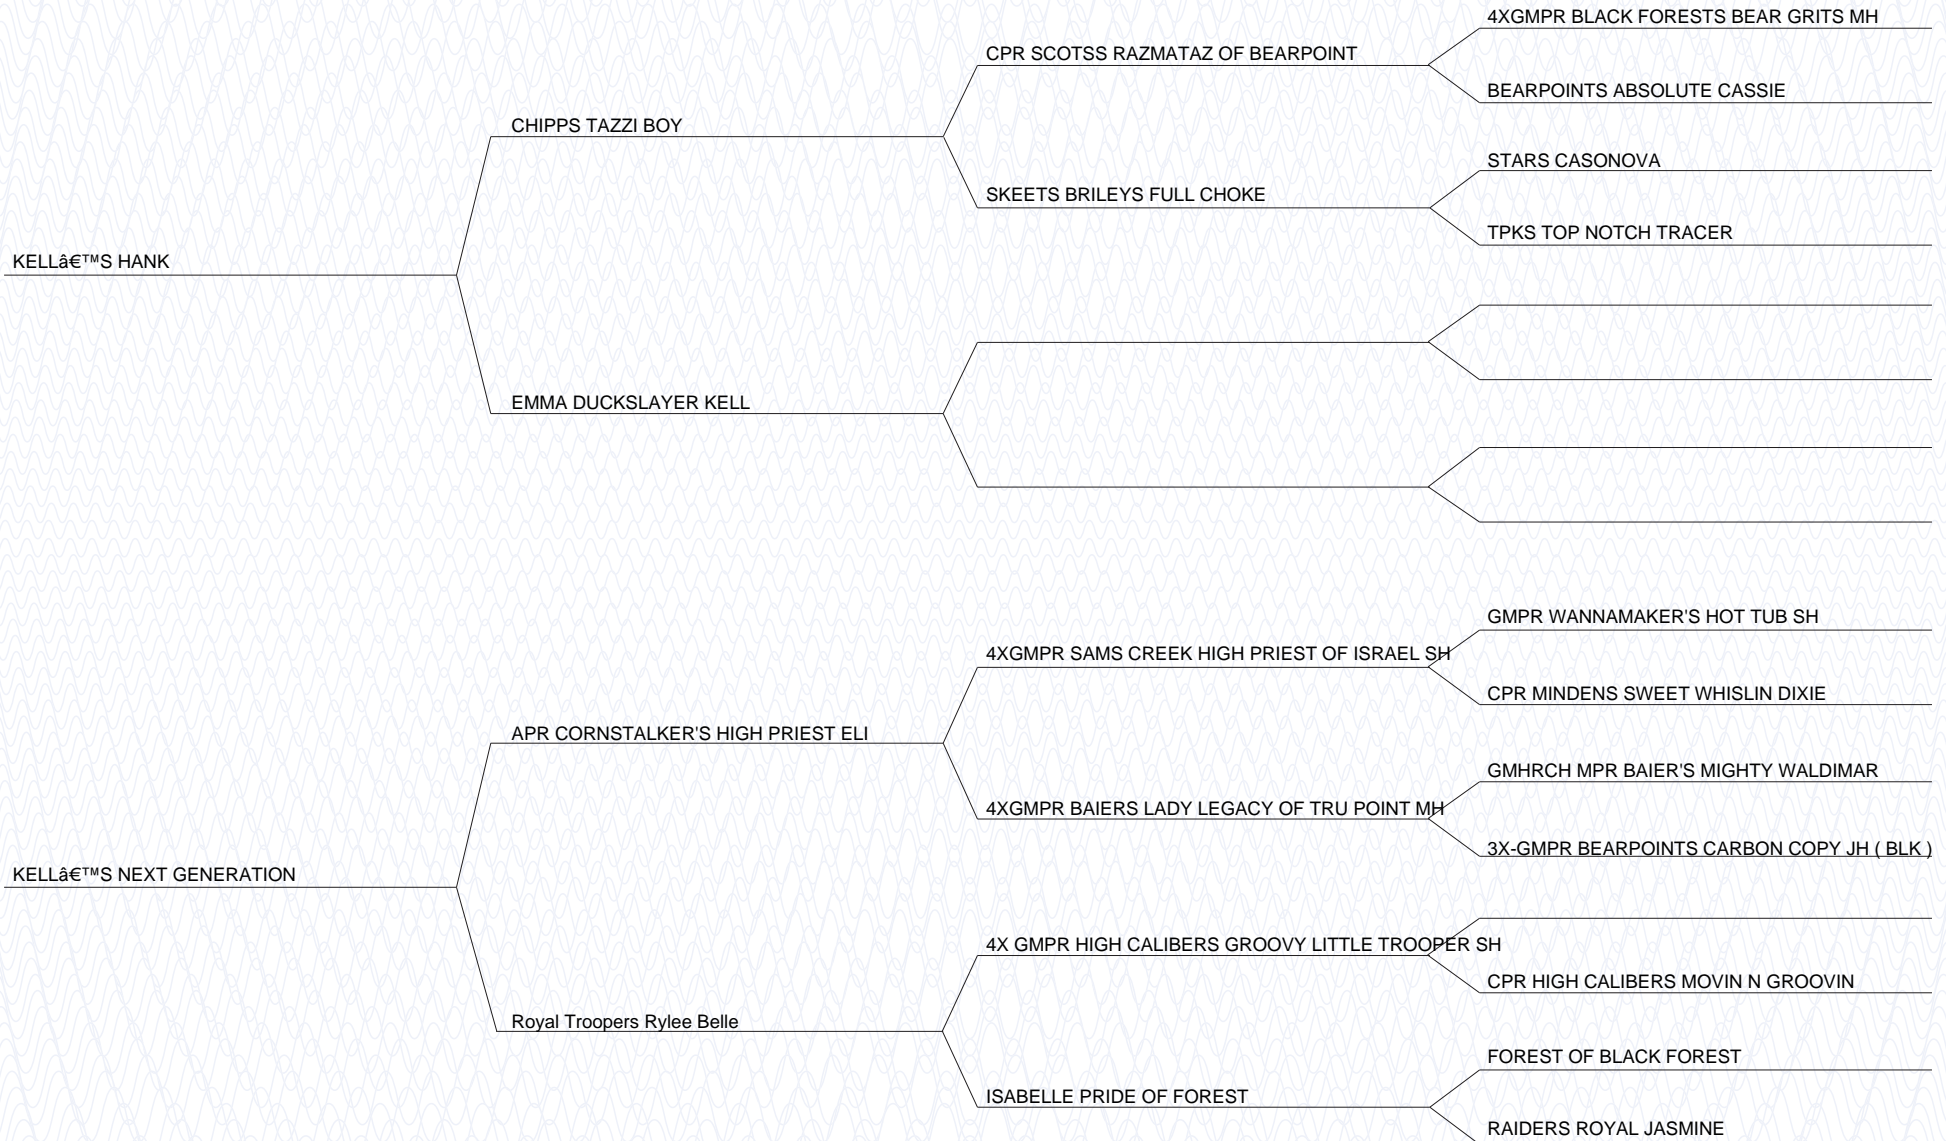 4XGMPR BLACK FORESTS BEAR GRITS MH
CPR SCOTSS RAZMATAZ OF BEARPOINT
BEARPOINTS ABSOLUTE CASSIE
CHIPPS TAZZI BOY
STARS CASONOVA
SKEETS BRILEYS FULL CHOKE
TPKS TOP NOTCH TRACER
KELLâ€™S HANK
EMMA DUCKSLAYER KELL
GMPR WANNAMAKER'S HOT TUB SH
4XGMPR SAMS CREEK HIGH PRIEST OF ISRAEL SH
CPR MINDENS SWEET WHISLIN DIXIE
APR CORNSTALKER'S HIGH PRIEST ELI
GMHRCH MPR BAIER'S MIGHTY WALDIMAR
4XGMPR BAIERS LADY LEGACY OF TRU POINT MH
3X-GMPR BEARPOINTS CARBON COPY JH ( BLK )
KELLâ€™S NEXT GENERATION
4X GMPR HIGH CALIBERS GROOVY LITTLE TROOPER SH
CPR HIGH CALIBERS MOVIN N GROOVIN
Royal Troopers Rylee Belle
FOREST OF BLACK FOREST
ISABELLE PRIDE OF FOREST
RAIDERS ROYAL JASMINE